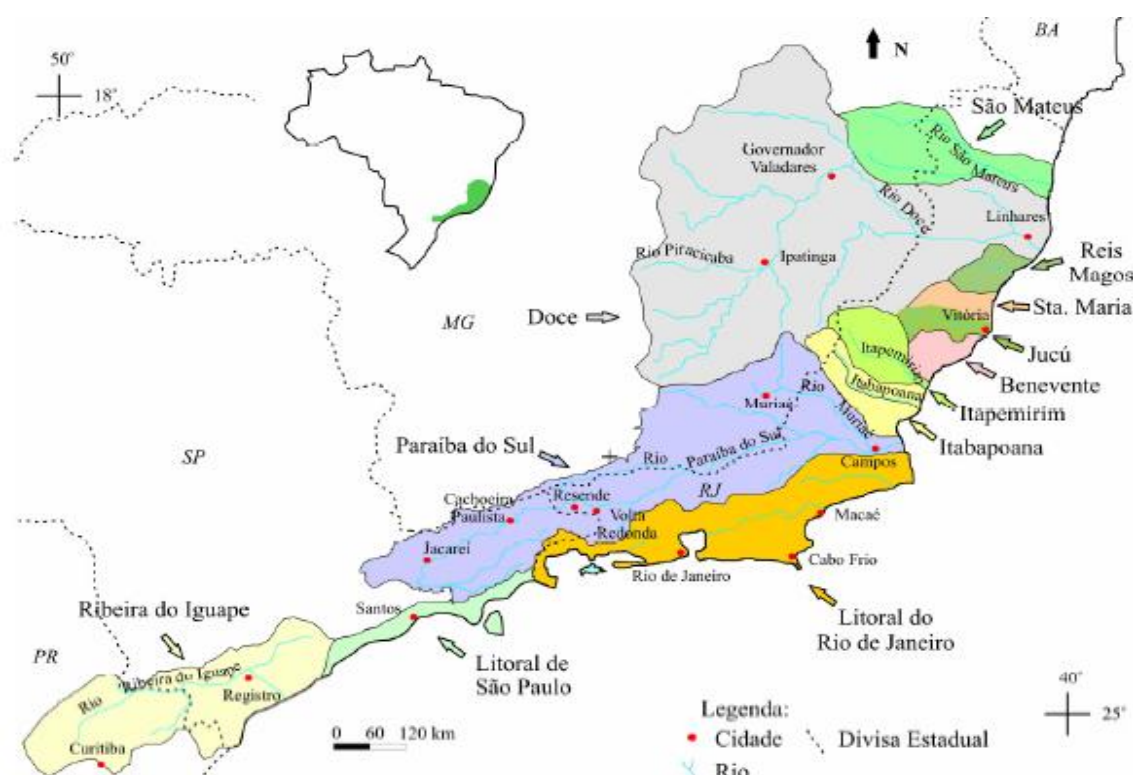 BA
50°
18°
N
São Mateus
Rio São Mateus
Governador
Valadares
Rio Doce
Linhares
Rio Piracicaba
Ipatinga
Reis
Magos
Sta. Maria
Vitória
MG
Doce
Jucú
Itapemirim
Benevente
Itabapoana
Itapemirim
Rio Muriaé
Muriaé
Itabapoana
Paraíba do Sul
Rio Paraíba do Sul
Campos
SP
RJ
Cachoeira
Paulista
Resende
Volta
Redonda
Macaé
Jacareí
Rio de Janeiro
Cabo Frio
Ribeira do Iguape
Santos
Litoral do
Rio de Janeiro
PR
Rio Ribeira do Iguape
Registro
Litoral de
São Paulo
40°
25°
Curitiba
0 60 120 km
Legenda:
Cidade
Divisa Estadual
Rio